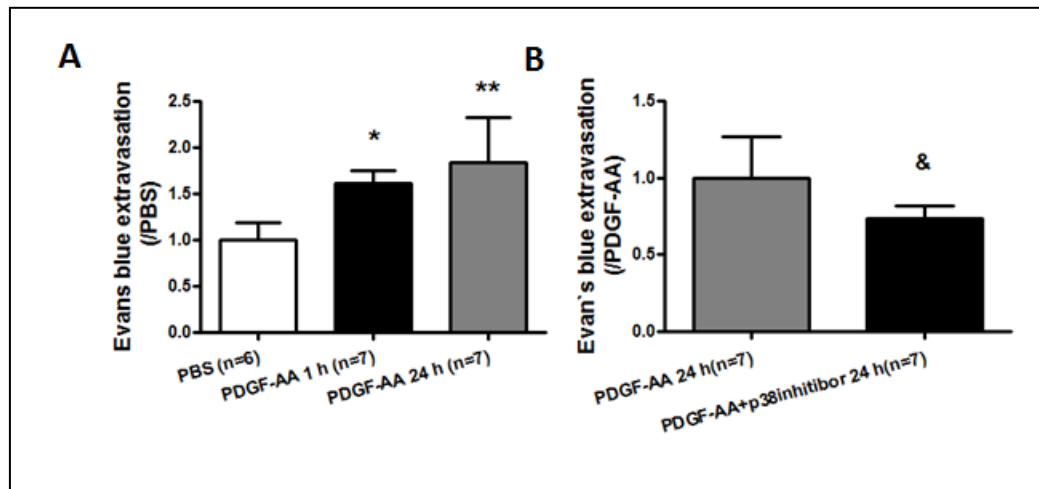 A
Evans blue extravasation
(/PBS)
2.5
2.0
1.5
1.0
0.5
0.0
*
**
PBS (n=6)
PDGF-AA 1 h (n=7)
PDGF-AA 24 h (n=7)
B
Evan`s blue extravasation
(/PDGF-AA)
1.5
1.0
0.5
0.0
&
PDGF-AA 24 h(n=7)
PDGF-AA+p38inhitibor 24 h(n=7)